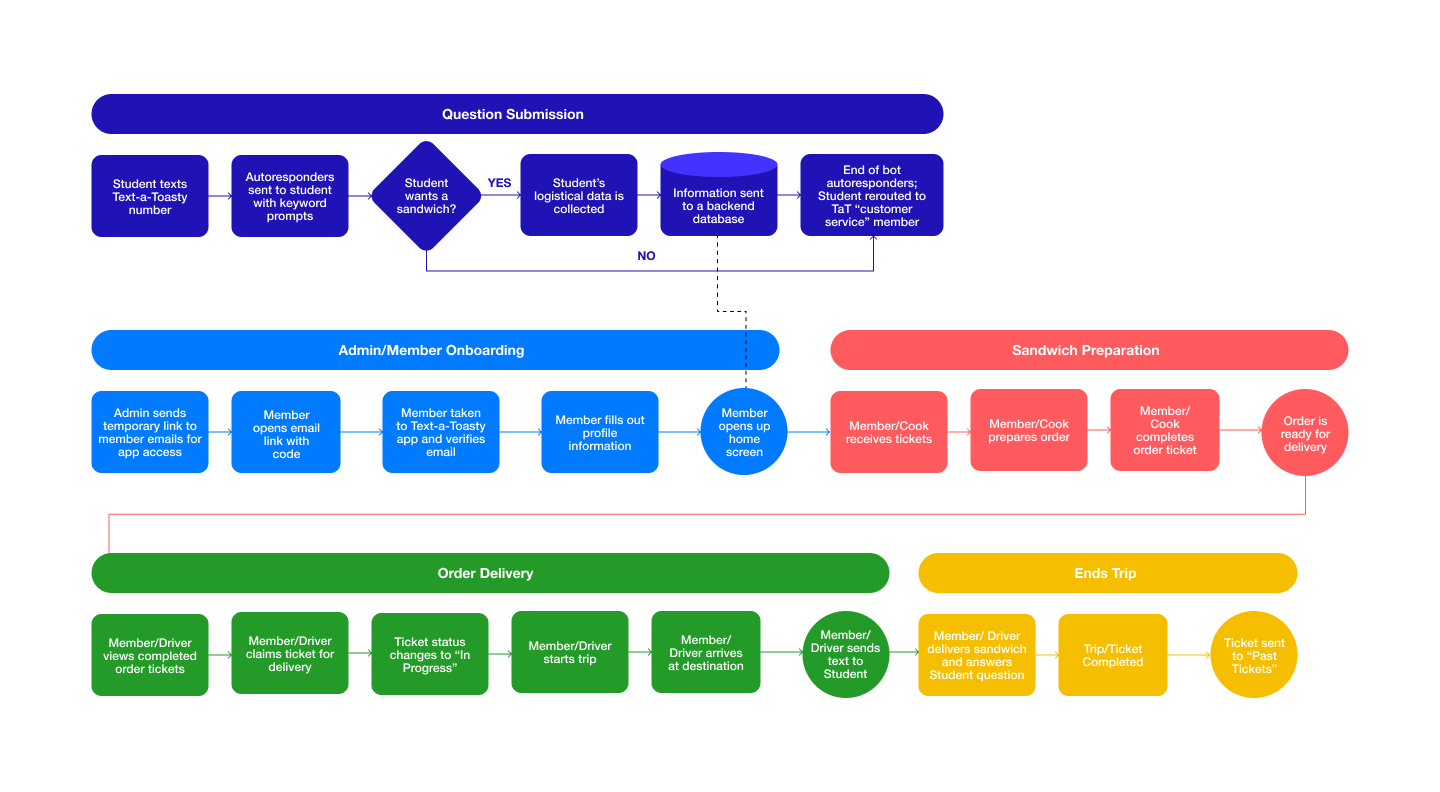 Question Submission
Student texts
Text-a-Toasty
number
Autoresponders
sent to student
with keyword
prompts
Student
wants a
sandwich?
YES
Student’s
logistical data is
collected
Information sent
to a backend
database
End of bot
autoresponders;
Student rerouted to
TaT “customer
service” member
NO
Admin/Member Onboarding
Admin sends
temporary link to
member emails for
app access
Member
opens email
link with
code
Member taken
to Text-a-Toasty
app and verifies
email
Member fills out
profile
information
Member
opens up
home
screen
Sandwich Preparation
Member/Cook
receives tickets
Member/Cook
prepares order
Member/
Cook
completes
order ticket
Order is
ready for
delivery
Order Delivery
Member/Driver
views completed
order tickets
Member/Driver
claims ticket for
delivery
Ticket status
changes to “In
Progress”
Member/Driver
starts trip
Member/
Driver arrives
at destination
Member/
Driver sends
text to
Student
Ends Trip
Member/ Driver
delivers sandwich
and answers
Student question
Trip/Ticket
Completed
Ticket sent
to “Past
Tickets”